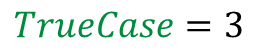 TrueCase = 3